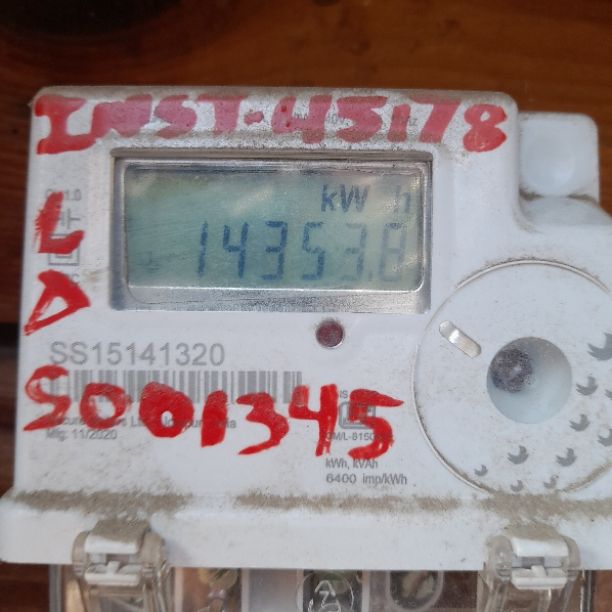 INST-45178
kW h
14353.8
L
D
SS15141320
S001345
Mfg: 11/2020
kWh, kVAh
6400 imp/kWh